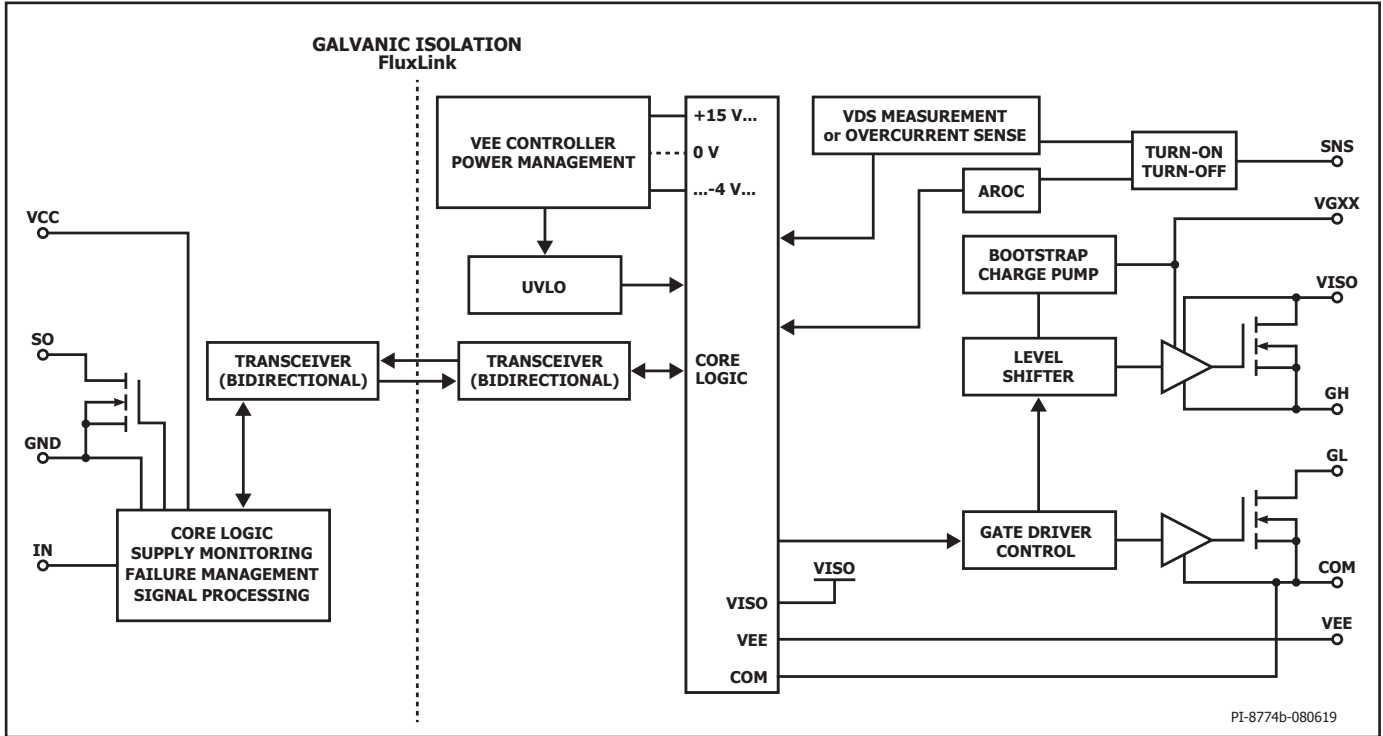 GALVANIC ISOLATION
FluxLink
VCC
SO
GND
IN
CORE LOGIC
SUPPLY MONITORING
FAILURE MANAGEMENT
SIGNAL PROCESSING
TRANSCEIVER
(BIDIRECTIONAL)
TRANSCEIVER
(BIDIRECTIONAL)
VEE CONTROLLER
POWER MANAGEMENT
UVLO
+15 V...
0 V
...-4 V...
CORE
LOGIC
VISO
VEE
COM
VISO
VDS MEASUREMENT
or OVERCURRENT SENSE
AROC
TURN-ON
TURN-OFF
BOOTSTRAP
CHARGE PUMP
LEVEL
SHIFTER
GATE DRIVER
CONTROL
SNS
VGXX
VISO
GH
GL
COM
VEE
PI-8774b-080619